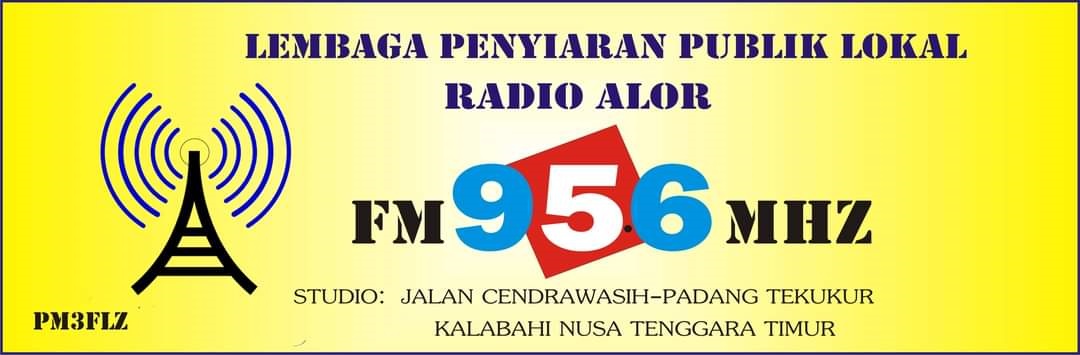 LEMBAGA PENYIARAN PUBLIK LOKAL
RADIO ALOR
FM 95.6 MHZ
STUDIO: JALAN CENDRAWASIH-PADANG TEKUKUR
KALABAHI NUSA TENGGARA TIMUR
PM3FLZ